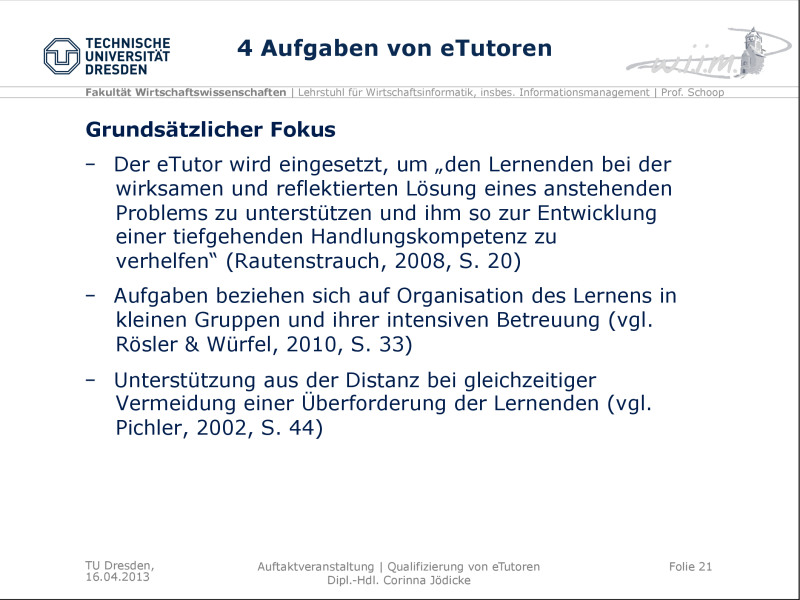 TECHNISCHE
UNIVERSITÄT
DRESDEN
4 Aufgaben von eTutoren
wiim
Fakultät Wirtschaftswissenschaften | Lehrstuhl für Wirtschaftsinformatik, insbes. Informationsmanagement | Prof. Schoop
Grundsätzlicher Fokus
– Der eTutor wird eingesetzt, um „den Lernenden bei der
wirksamen und reflektierten Lösung eines anstehenden
Problems zu unterstützen und ihm so zur Entwicklung
einer tiefgehenden Handlungskompetenz zu
verhelfen“ (Rautenstrauch, 2008, S. 20)
– Aufgaben beziehen sich auf Organisation des Lernens in
kleinen Gruppen und ihrer intensiven Betreuung (vgl.
Rösler & Würfel, 2010, S. 33)
– Unterstützung aus der Distanz bei gleichzeitiger
Vermeidung einer Überforderung der Lernenden (vgl.
Pichler, 2002, S. 44)
TU Dresden,
16.04.2013
Auftaktveranstaltung | Qualifizierung von eTutoren
Dipl.-Hdl. Corinna Jödicke
Folie 21